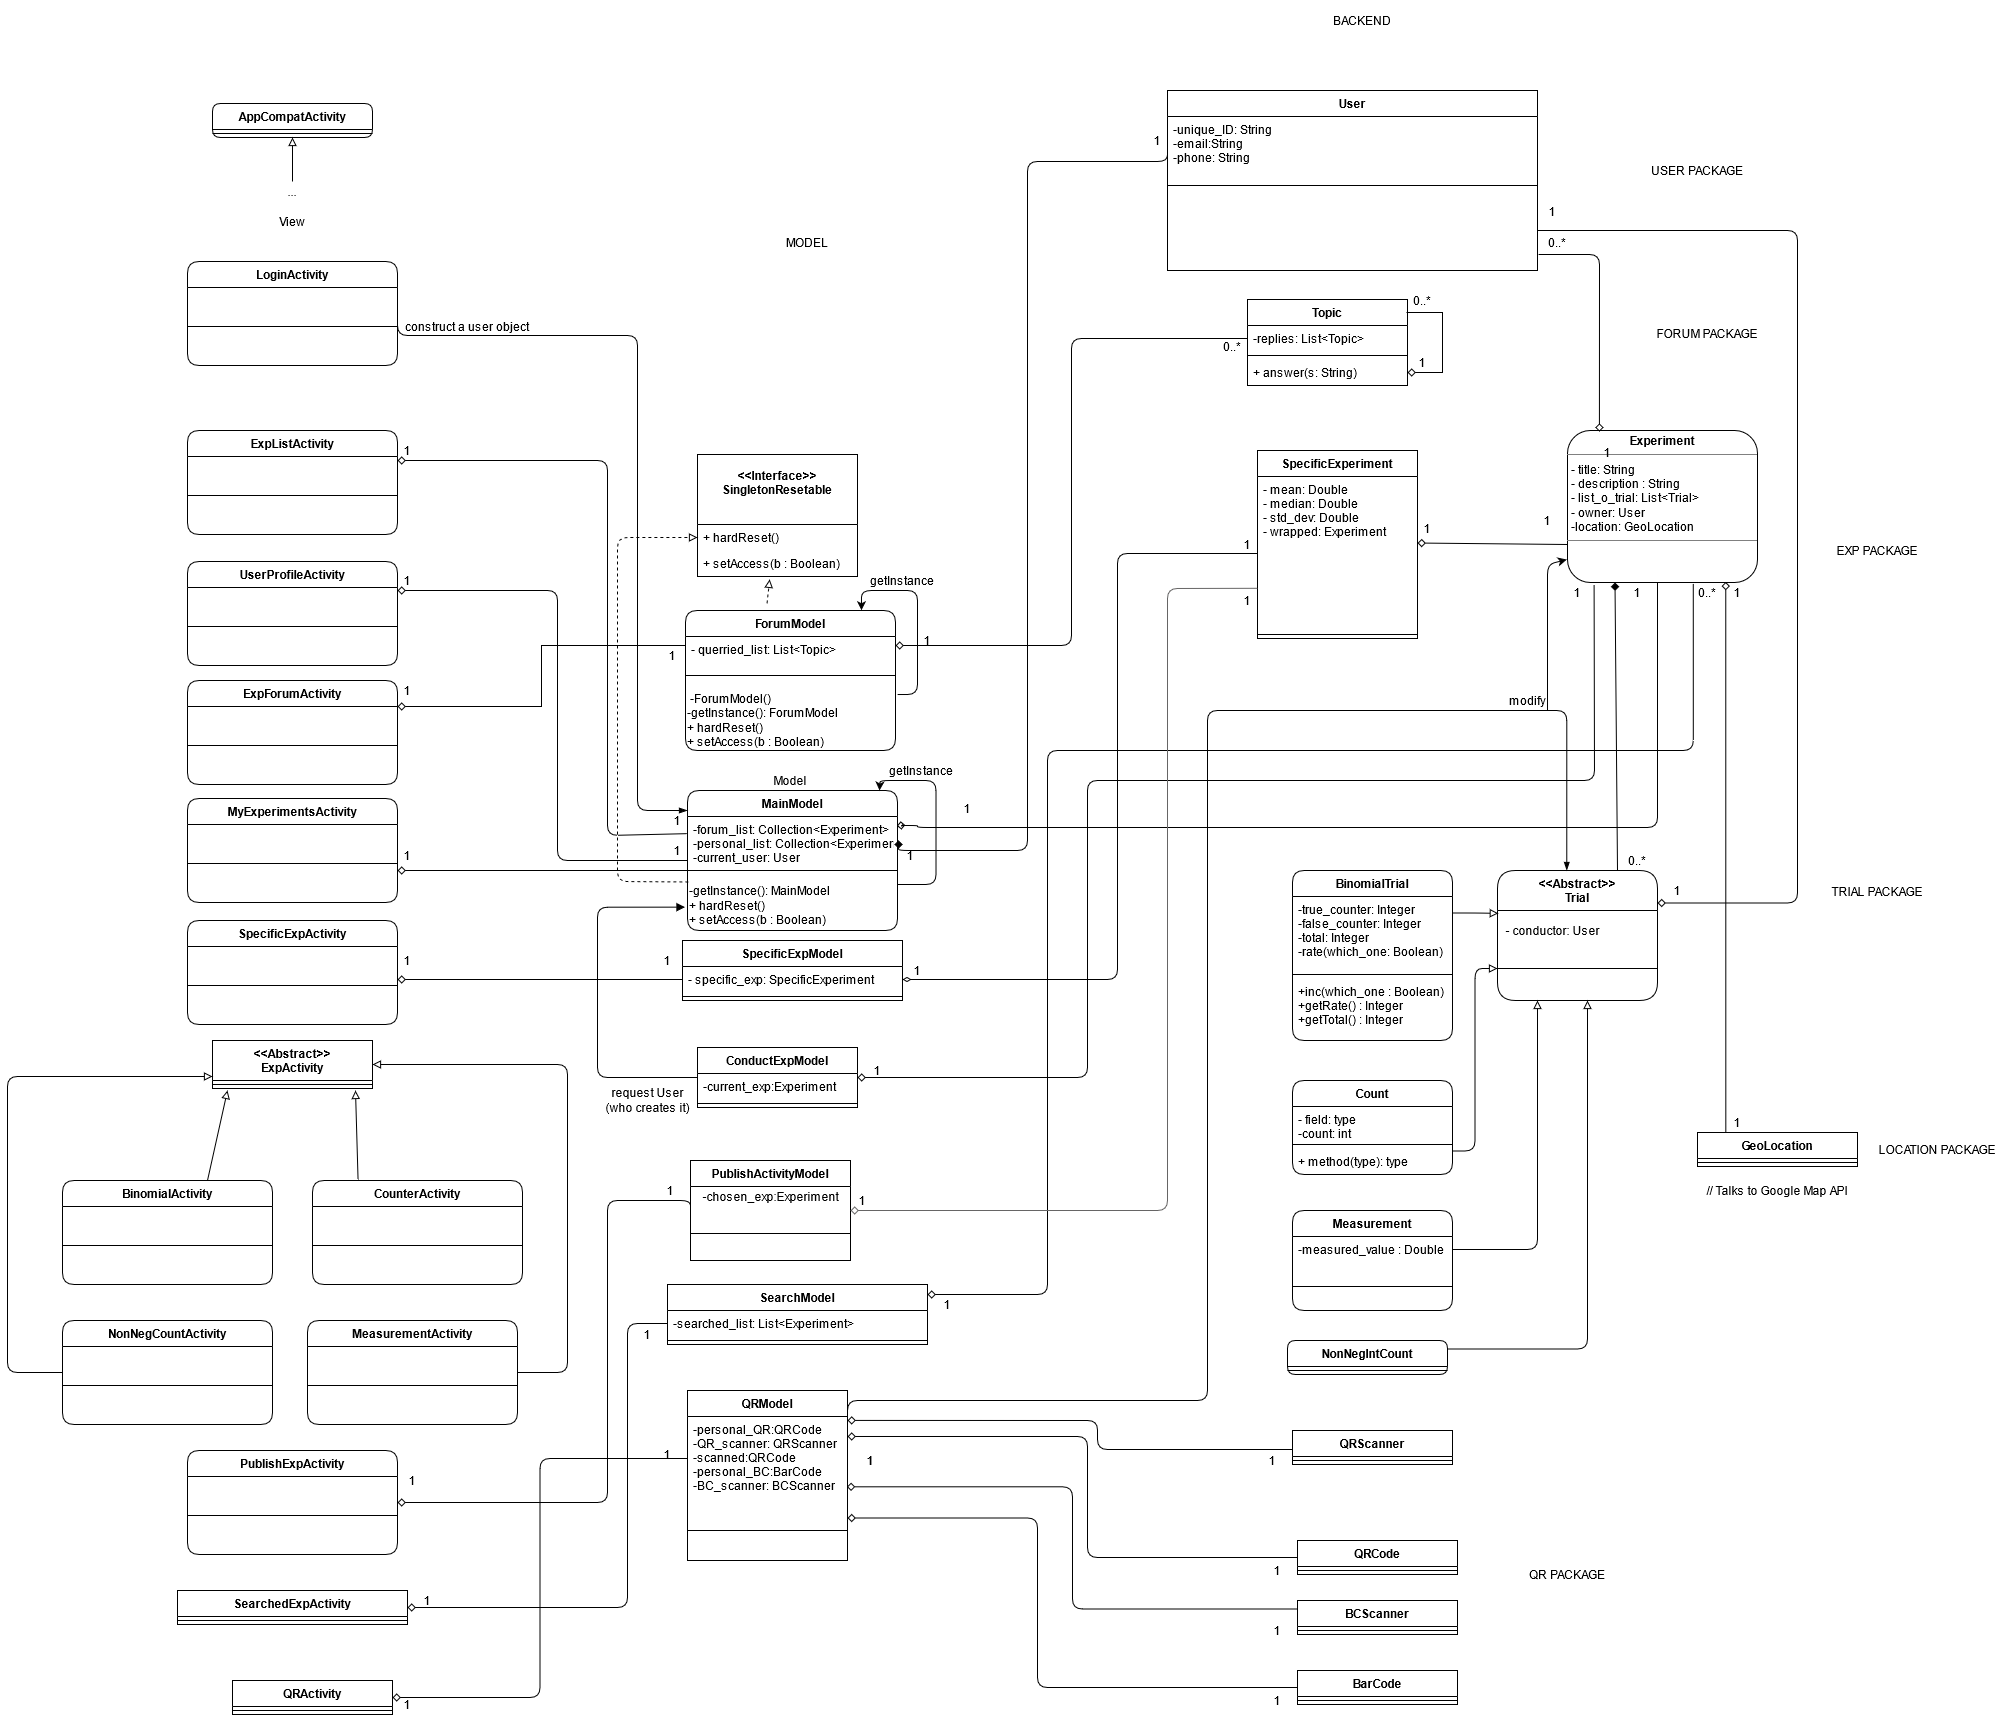 BACKEND
AppCompatActivity
...
View
MODEL
User
-unique_ID: String
-email:String
-phone: String
1
USER PACKAGE
1
0..*
LoginActivity
construct a user object
Topic
-replies: List<Topic>
+ answer(s: String)
0..*
1
0..*
FORUM PACKAGE
ExpListActivity
1
<<Interface>>
SingletonResetable
+ hardReset()
+ setAccess(b : Boolean)
SpecificExperiment
- mean: Double
- median: Double
- std_dev: Double
- wrapped: Experiment
1
1
1
1
Experiment
1
- title: String
- description : String
- list_o_trial: List<Trial>
- owner: User
-location: GeoLocation
1
1
0..*
1
EXP PACKAGE
UserProfileActivity
1
getInstance
ForumModel
- querried_list: List<Topic>
-ForumModel()
-getInstance(): ForumModel
+ hardReset()
+ setAccess(b : Boolean)
1
1
ExpForumActivity
1
modify
Model
getInstance
MainModel
-forum_list: Collection<Experiment>
-personal_list: Collection<Experimer
-current_user: User
-getInstance(): MainModel
+ hardReset()
+ setAccess(b : Boolean)
1
1
1
1
MyExperimentsActivity
1
SpecificExpActivity
1
1
SpecificExpModel
- specific_exp: SpecificExperiment
1
BinomialTrial
-true_counter: Integer
-false_counter: Integer
-total: Integer
-rate(which_one: Boolean)
+inc(which_one : Boolean)
+getRate() : Integer
+getTotal() : Integer
0..*
<<Abstract>>
Trial
- conductor: User
1
TRIAL PACKAGE
<<Abstract>>
ExpActivity
ConductExpModel
-current_exp:Experiment
1
request User
(who creates it)
Count
- field: type
-count: int
+ method(type): type
1
GeoLocation
// Talks to Google Map API
LOCATION PACKAGE
BinomialActivity
CounterActivity
1
PublishActivityModel
-chosen_exp:Experiment
1
Measurement
-measured_value : Double
SearchModel
-searched_list: List<Experiment>
1
1
NonNegCountActivity
MeasurementActivity
NonNegIntCount
QRModel
-personal_QR:QRCode
-QR_scanner: QRScanner
-scanned:QRCode
-personal_BC:BarCode
-BC_scanner: BCScanner
1
1
QRScanner
1
PublishExpActivity
1
QRCode
1
QR PACKAGE
SearchedExpActivity
1
BCScanner
1
QRActivity
1
BarCode
1